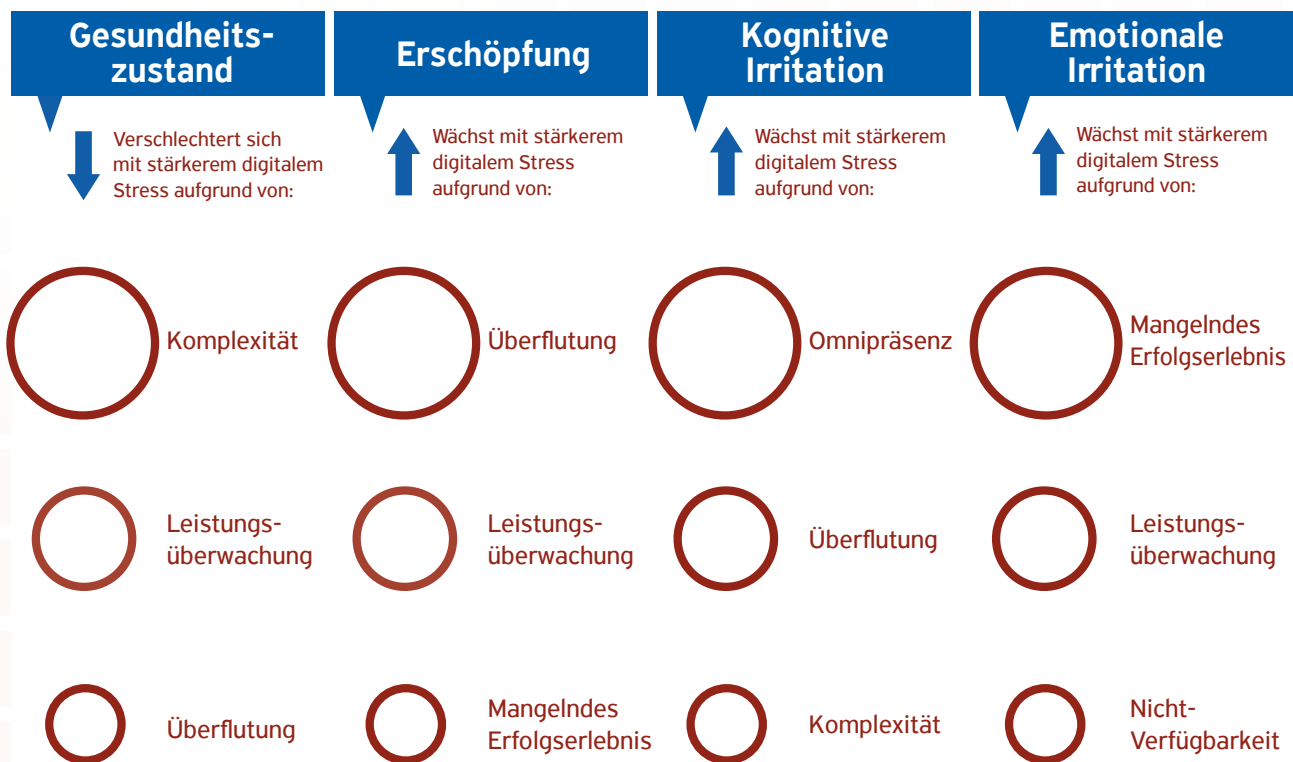 Gesundheits-
zustand
Verschlechtert sich
mit stärkerem digitalem
Stress aufgrund von:
Komplexität
Leistungs-
überwachung
Überflutung
Erschöpfung
Wächst mit stärkerem
digitalem Stress
aufgrund von:
Überflutung
Leistungs-
überwachung
Mangelndes
Erfolgserlebnis
Kognitive
Irritation
Wächst mit stärkerem
digitalem Stress
aufgrund von:
Omnipräsenz
Überflutung
Komplexität
Emotionale
Irritation
Wächst mit stärkerem
digitalem Stress
aufgrund von:
Mangelndes
Erfolgserlebnis
Leistungs-
überwachung
Nicht-
Verfügbarkeit